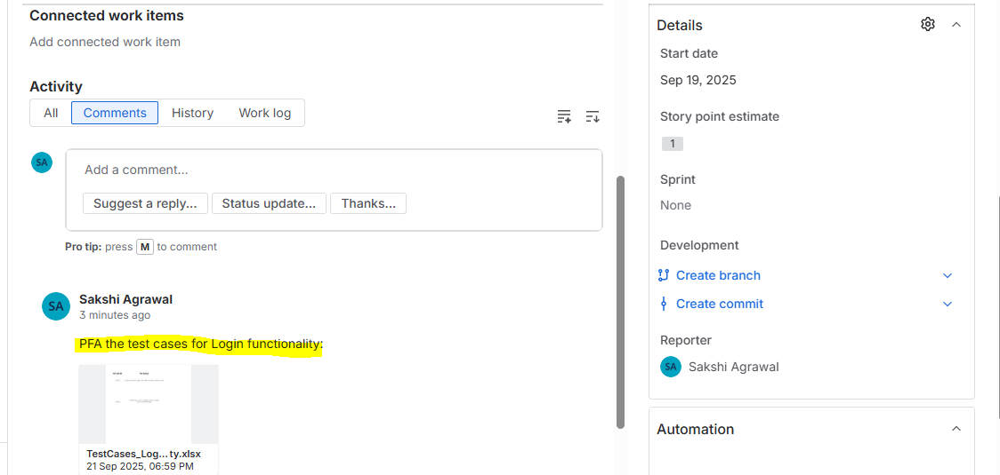 Connected work items
Add connected work item
Activity
All Comments History Work log
SA
Add a comment...
Suggest a reply... Status update... Thanks...
Pro tip: press M to comment
SA
Sakshi Agrawal
3 minutes ago
PFA the test cases for Login functionality:
TestCases_Log...ty.xlsx
21 Sep 2025, 06:59 PM
Details
Start date
Sep 19, 2025
Story point estimate
1
Sprint
None
Development
Create branch
Create commit
Reporter
SA Sakshi Agrawal
Automation